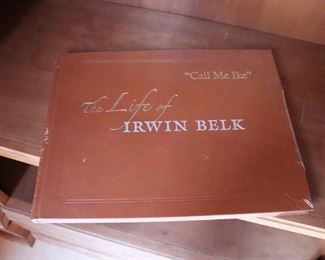 "Call Me Ike"
The Life of
IRWIN BELK